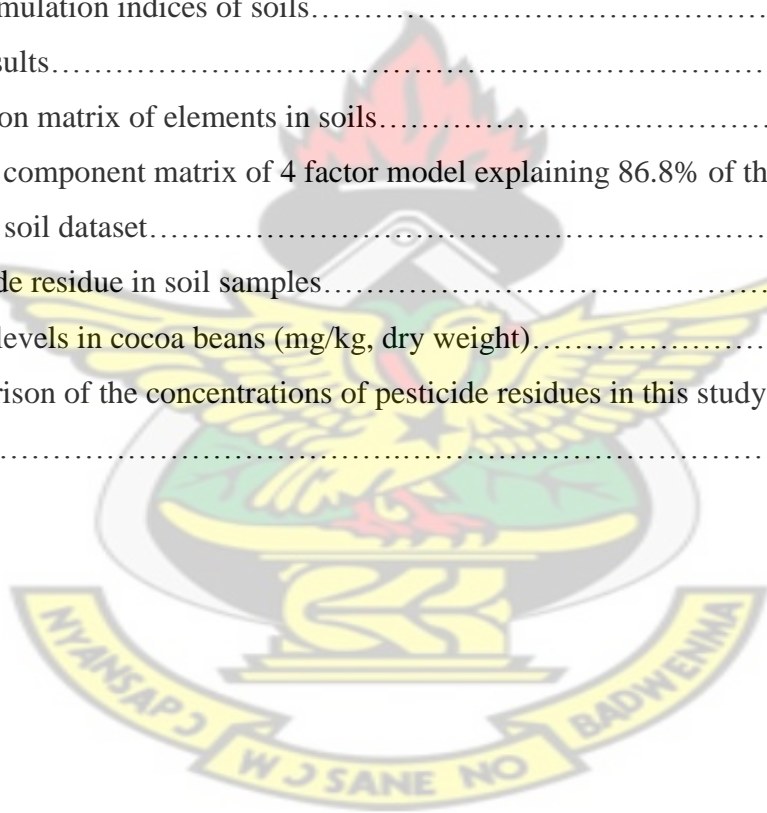 mulation indices of soils……………………………………………………………
sults……………………………………………………………………………
on matrix of elements in soils……………………………………………………
component matrix of 4 factor model explaining 86.8% of th
soil dataset………………………………………………………………………
de residue in soil samples…………………………………………………………
levels in cocoa beans (mg/kg, dry weight)…………………………………
rison of the concentrations of pesticide residues in this study
……………………………………………………………………………………
NYANSAPƆ
WƆSANE NO
BADWENMA